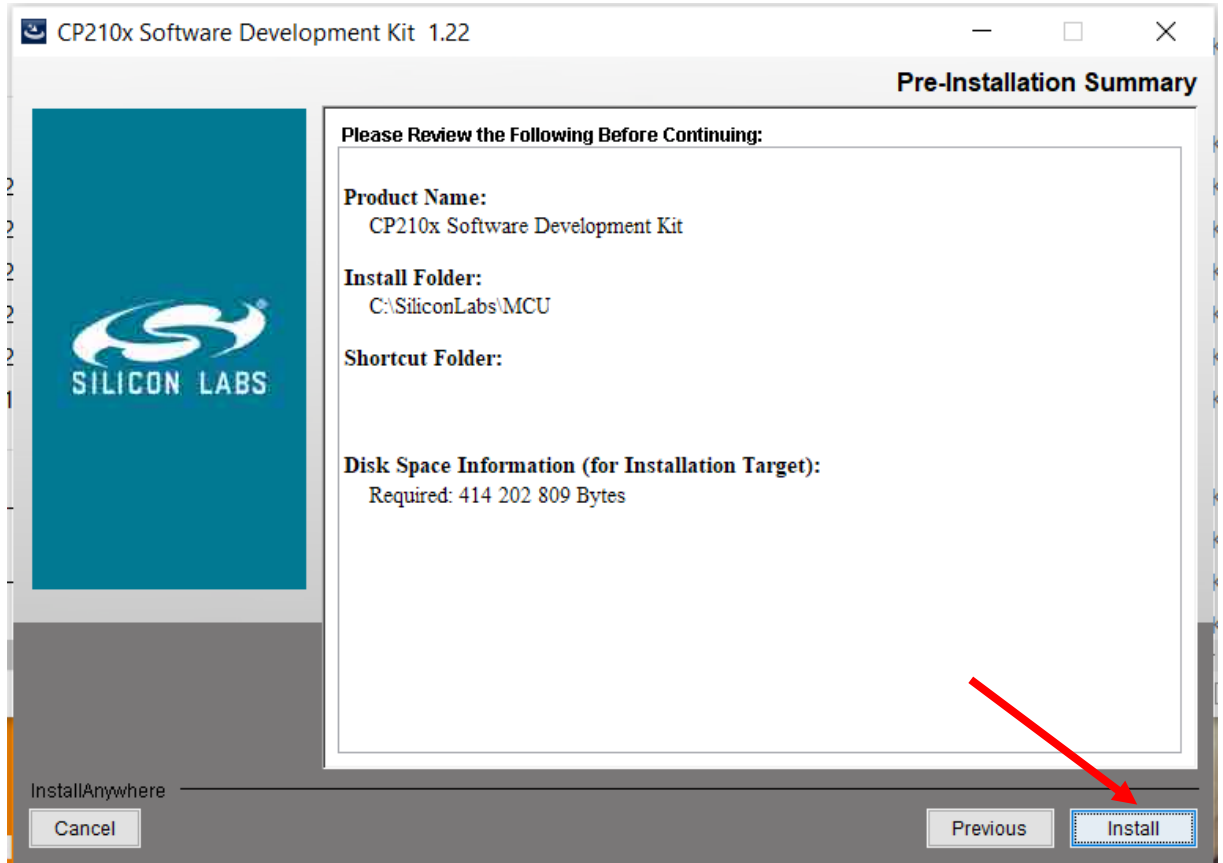 CP210x Software Development Kit 1.22
Pre-Installation Summary
Please Review the Following Before Continuing:
Product Name:
CP210x Software Development Kit
Install Folder:
C:\SiliconLabs\MCU
Shortcut Folder:
Disk Space Information (for Installation Target):
Required: 414 202 809 Bytes
SILICON LABS
InstallAnywhere
Cancel
Previous
Install